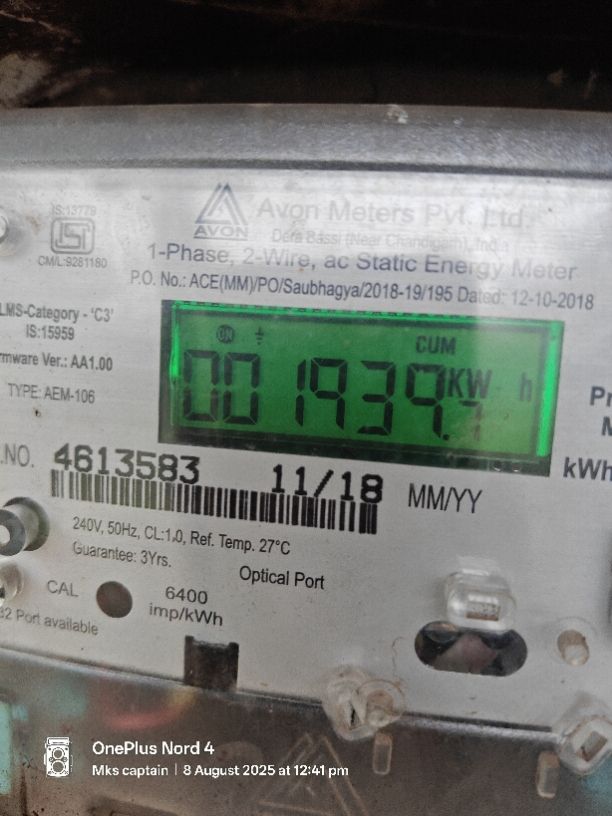 IS:13779
ISI
CM/L:9281180
AVON
Avon Meters Pvt. Ltd.
Dera Bassi (Near Chandigarh), Ind.
1-Phase, 2-Wire, ac Static Energy Meter
P.O. No.: ACE(MM)/PO/Saubhagya/2018-19/195 Dated: 12-10-2018
LMS-Category - 'C3'
IS:15959
rmware Ver.: AA1.00
TYPE: AEM-106
CUM
001939.7 KW h
.NO. 4613583 11/18 MM/YY
kWh
240V, 50Hz, CL:1.0, Ref. Temp. 27°C
Guarantee: 3Yrs.
Optical Port
CAL
6400
imp/kWh
32 Port available
OnePlus Nord 4
Mks captain | 8 August 2025 at 12:41 pm